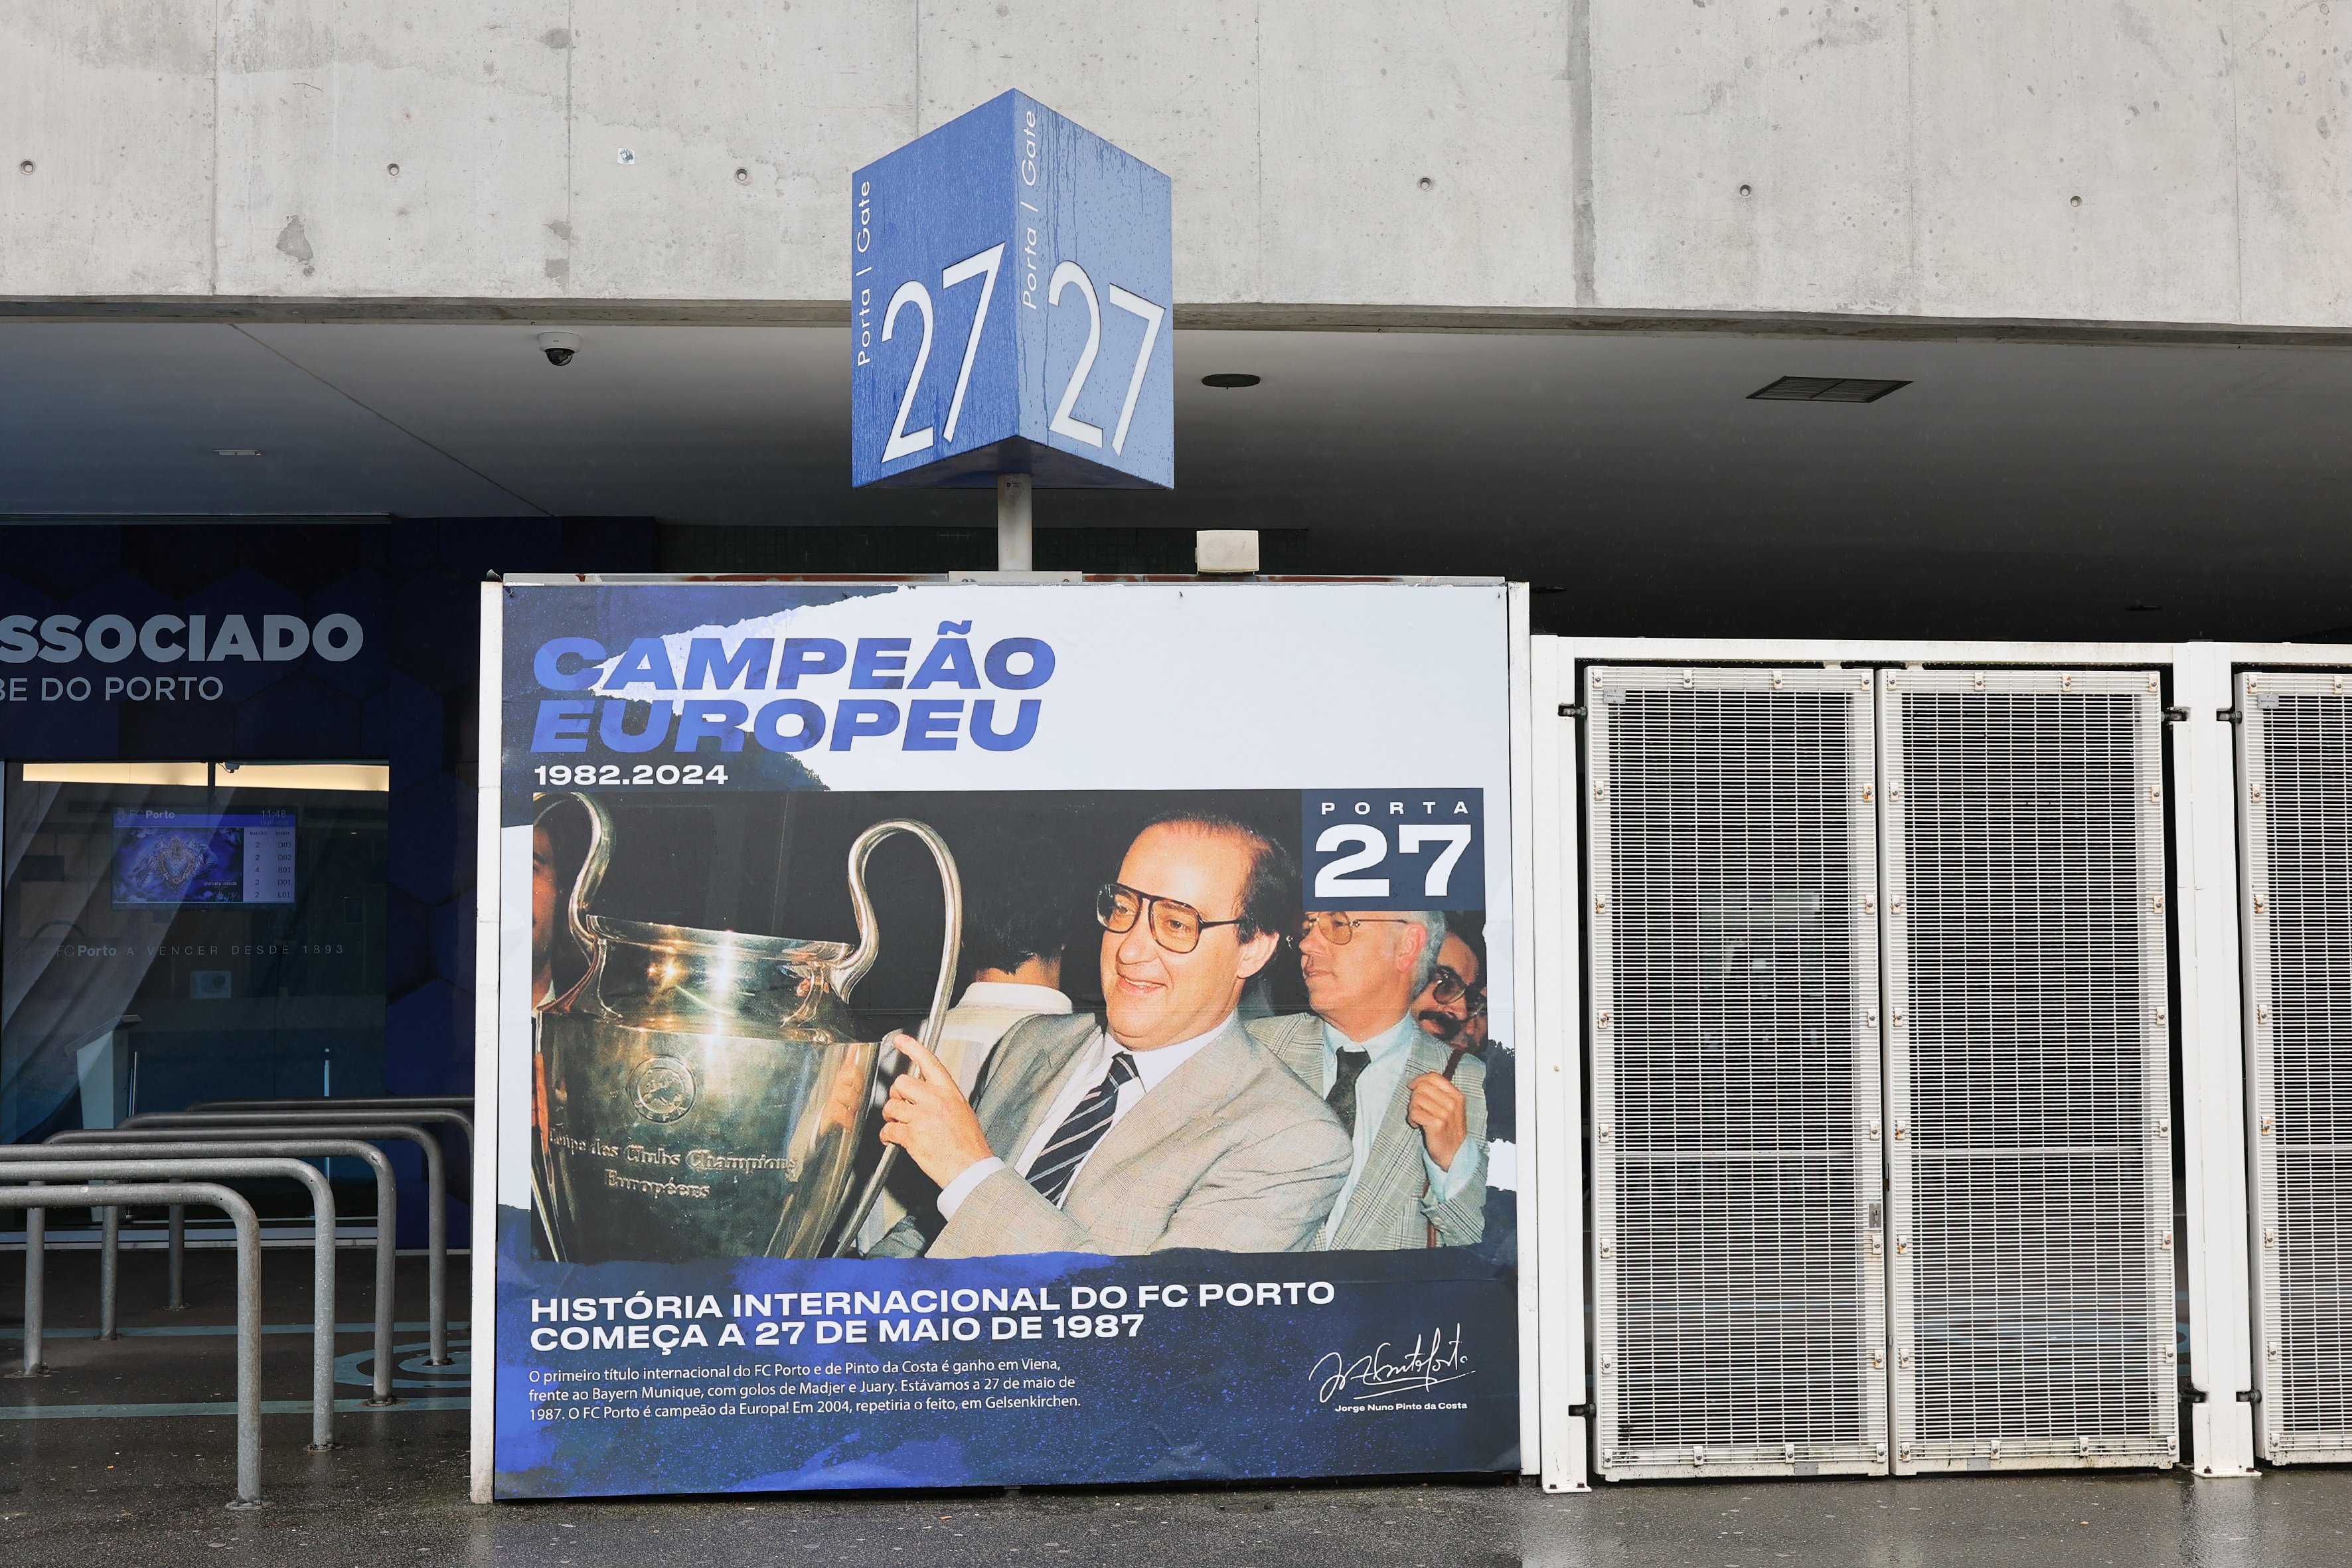 Porta | Gate
27
Porta | Gate
27
SSOCIADO
BE DO PORTO
FC Porto
11:48
FC Porto A VENCER DESDE 1893
CAMPEÃO
EUROPEU
1982.2024
PORTA
27
Coupe des Clubs Champions
Européens
HISTÓRIA INTERNACIONAL DO FC PORTO
COMEÇA A 27 DE MAIO DE 1987
O primeiro título internacional do FC Porto e de Pinto da Costa é ganho em Viena,
frente ao Bayern Munique, com golos de Madjer e Juary. Estávamos a 27 de maio de
1987. O FC Porto é campeão da Europa! Em 2004, repetiria o feito, em Gelsenkirchen.
Jorge Nuno Pinto da Costa